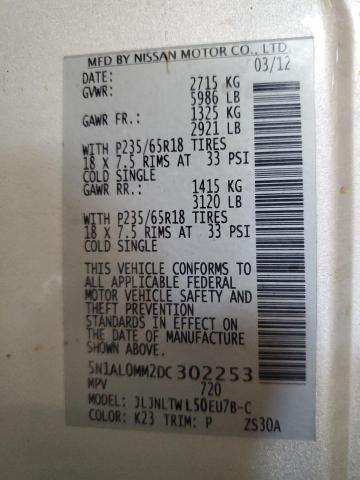 MFD BY NISSAN MOTOR CO., LTD.
DATE: 03/12
GVWR: 2715 KG
5986 LB
GAWR FR.: 1325 KG
2921 LB
WITH P235/65R18 TIRES
18 X 7.5 RIMS AT 33 PSI
COLD SINGLE
GAWR RR.: 1415 KG
3120 LB
WITH P235/65R18 TIRES
18 X 7.5 RIMS AT 33 PSI
COLD SINGLE
THIS VEHICLE CONFORMS TO
ALL APPLICABLE FEDERAL
MOTOR VEHICLE SAFETY AND
THEFT PREVENTION
STANDARDS IN EFFECT ON
THE DATE OF MANUFACTURE
SHOWN ABOVE.
5N1AL0MM2DC302253
MPV 720
MODEL: JLJNLTWL50EU7B-C
COLOR: K23 TRIM: P ZS30A